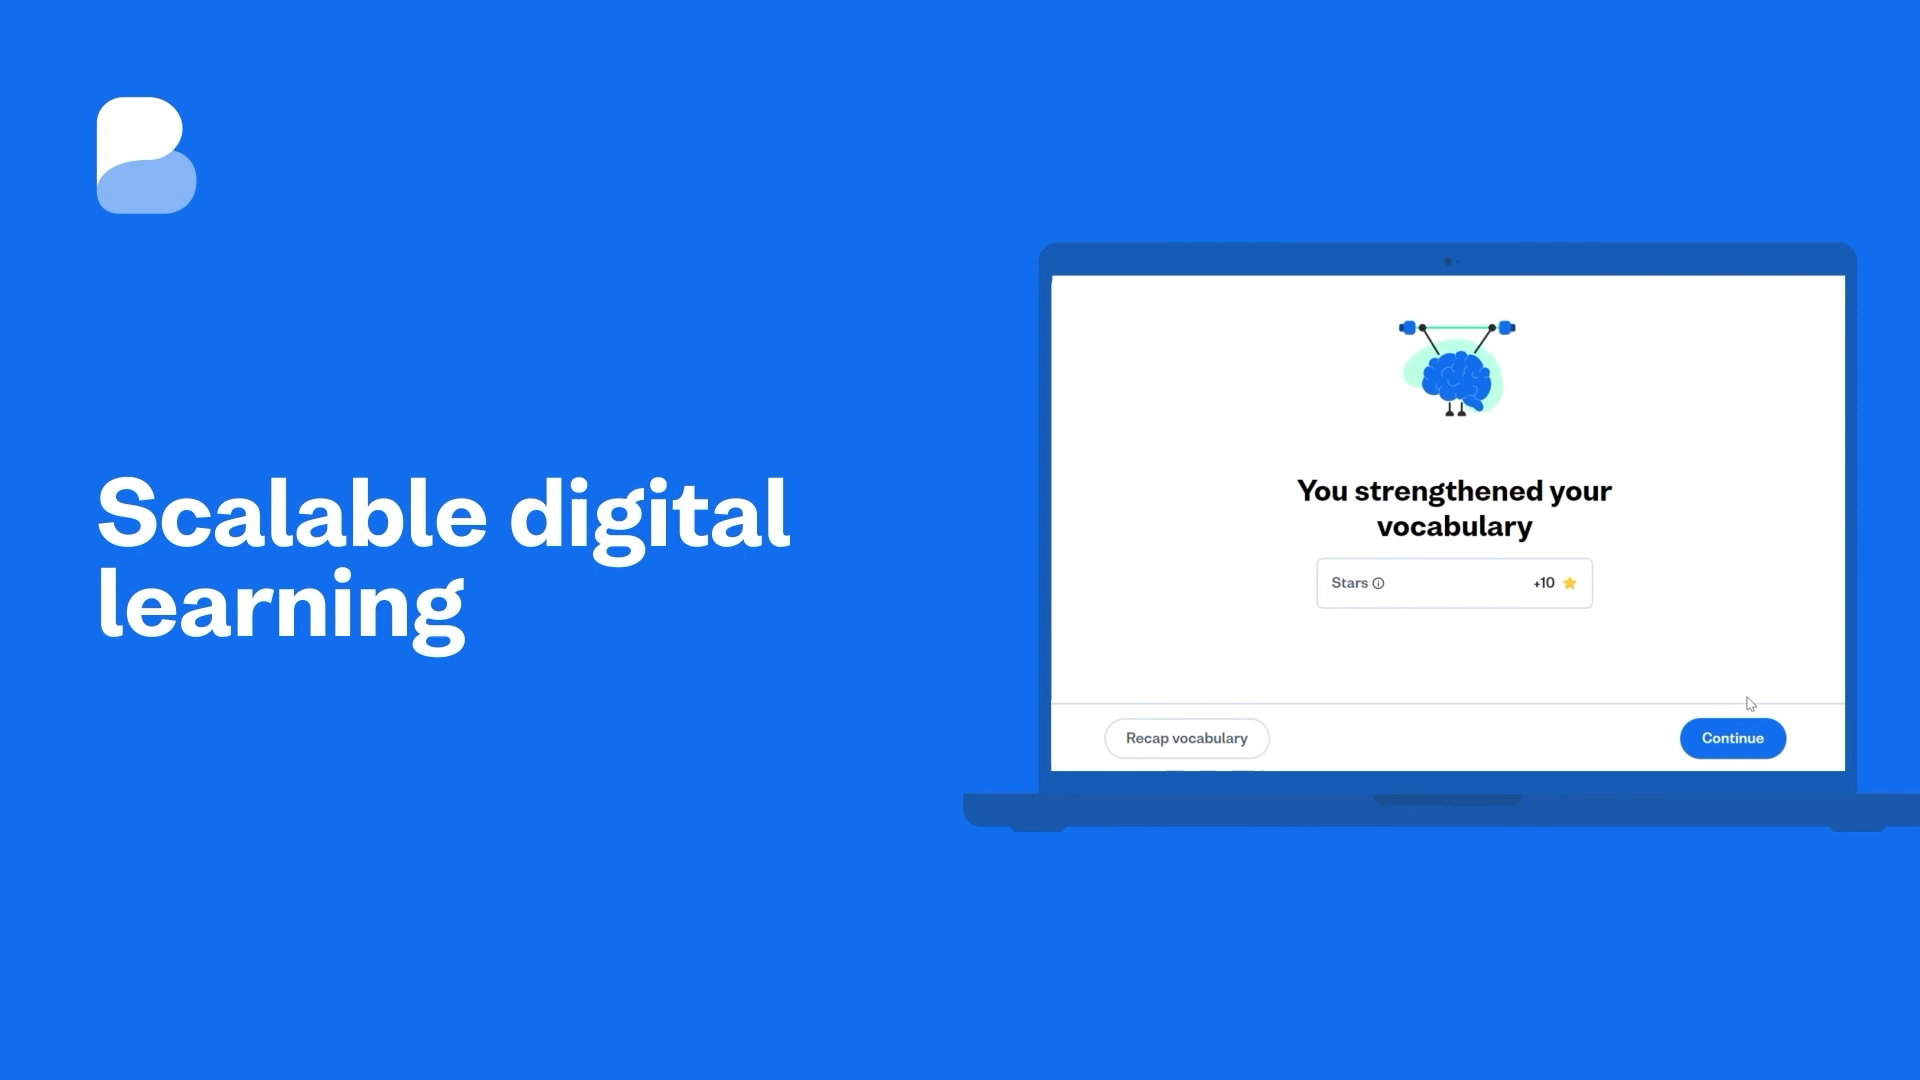 Scalable digital
learning
You strengthened your
vocabulary
Stars +10
Recap vocabulary
Continue